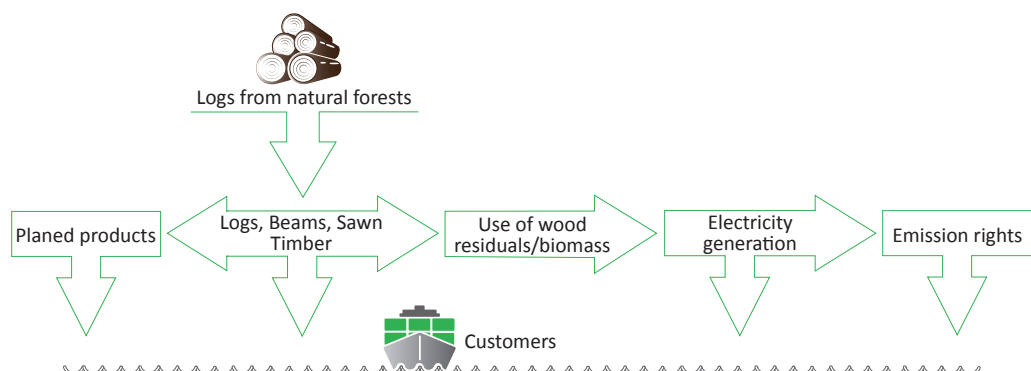 Logs from natural forests
Planed products
Logs, Beams, Sawn
Timber
Use of wood
residuals/biomass
Electricity
generation
Emission rights
Customers